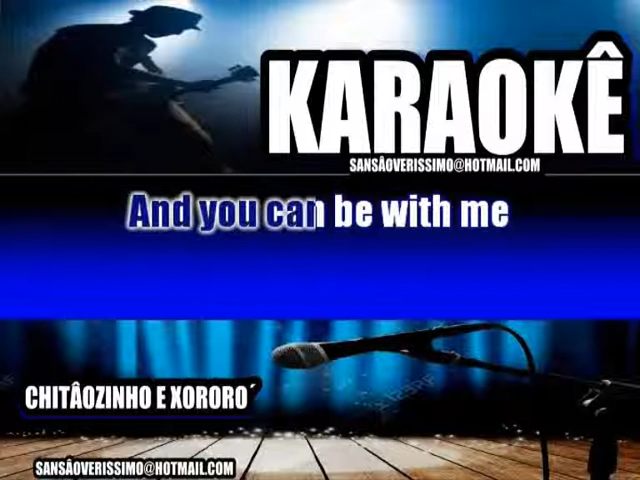 KARAOKÊ
SANSÂOVERISSIMO@HOTMAIL.COM
And you can be with me
CHITÂOZINHO E XORORO´
SANSÂOVERISSIMO@HOTMAIL.COM